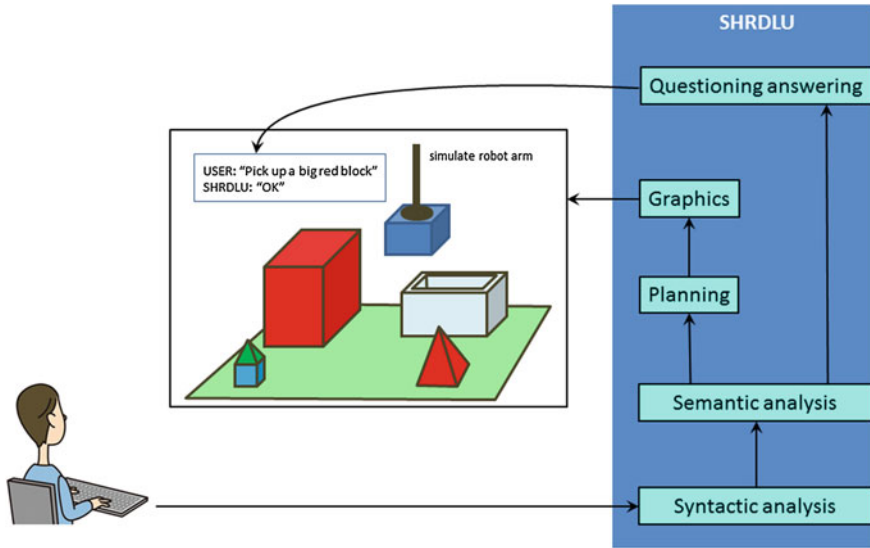 SHRDLU
Questioning answering
simulate robot arm
USER: “Pick up a big red block”
SHRDLU: “OK”
Graphics
Planning
Semantic analysis
Syntactic analysis